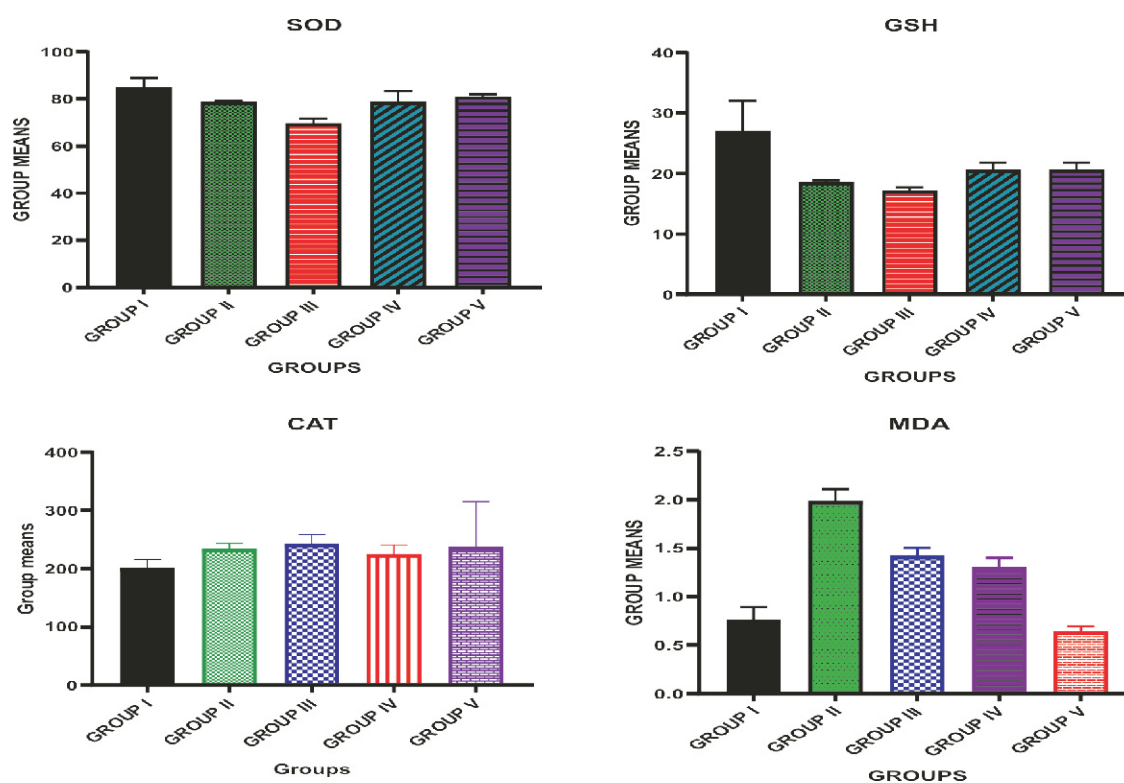 SOD
100
80
60
40
20
0
GROUP MEANS
GROUP I
GROUP II
GROUP III
GROUP IV
GROUP V
GROUPS
GSH
40
30
20
10
0
GROUP MEANS
GROUP I
GROUP II
GROUP III
GROUP IV
GROUP V
GROUPS
CAT
400
300
200
100
0
Group means
GROUP I
GROUP II
GROUP III
GROUP IV
GROUP V
Groups
MDA
2.5
2.0
1.5
1.0
0.5
0.0
GROUP MEANS
GROUP I
GROUP II
GROUP III
GROUP IV
GROUP V
GROUPS